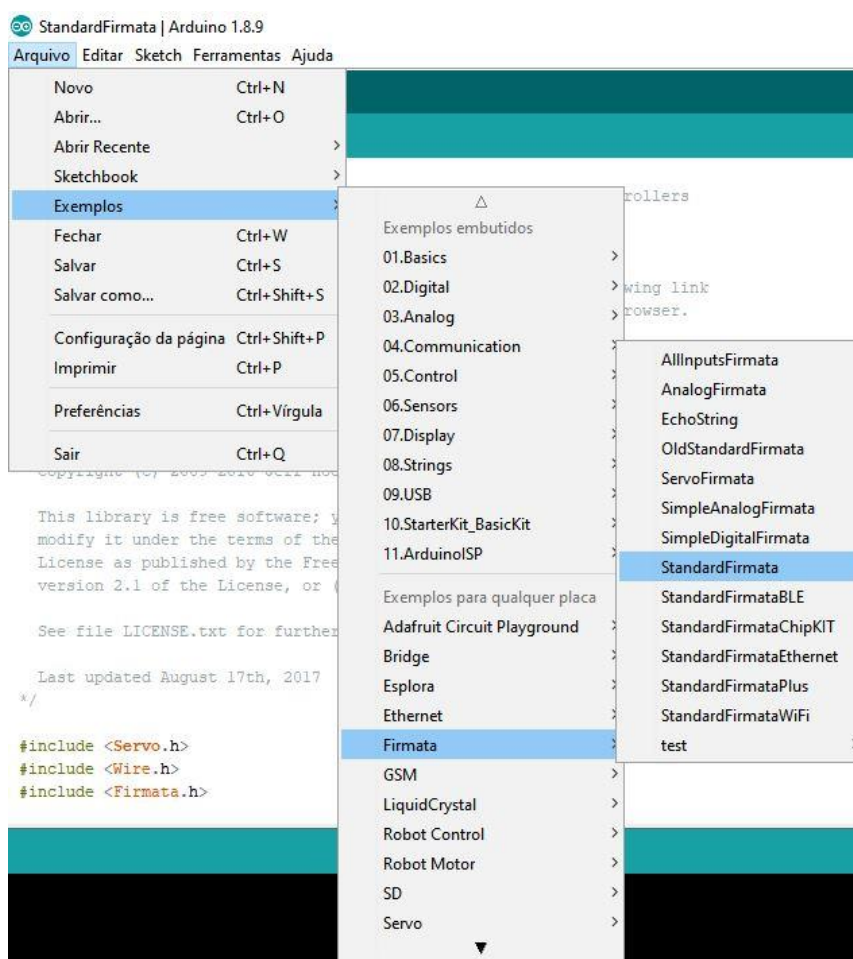 StandardFirmata | Arduino 1.8.9
Arquivo Editar Sketch Ferramentas Ajuda
Novo Ctrl+N
Abrir... Ctrl+O
Abrir Recente
Sketchbook
Exemplos
Fechar Ctrl+W
Salvar Ctrl+S
Salvar como... Ctrl+Shift+S
Configuração da página Ctrl+Shift+P
Imprimir Ctrl+P
Preferências Ctrl+Vírgula
Sair Ctrl+Q
Exemplos embutidos
01.Basics
02.Digital
03.Analog
04.Communication
05.Control
06.Sensors
07.Display
08.Strings
09.USB
10.StarterKit_BasicKit
11.ArduinoISP
Exemplos para qualquer placa
Adafruit Circuit Playground
Bridge
Esplora
Ethernet
Firmata
GSM
LiquidCrystal
Robot Control
Robot Motor
SD
Servo
AllInputsFirmata
AnalogFirmata
EchoString
OldStandardFirmata
ServoFirmata
SimpleAnalogFirmata
SimpleDigitalFirmata
StandardFirmata
StandardFirmataBLE
StandardFirmataChipKIT
StandardFirmataEthernet
StandardFirmataPlus
StandardFirmataWiFi
test
rollers
wing link
rowser.
This library is free software; y
modify it under the terms of the
License as published by the Free
version 2.1 of the License, or (
See file LICENSE.txt for further
Last updated August 17th, 2017
*/
#include <Servo.h>
#include <Wire.h>
#include <Firmata.h>